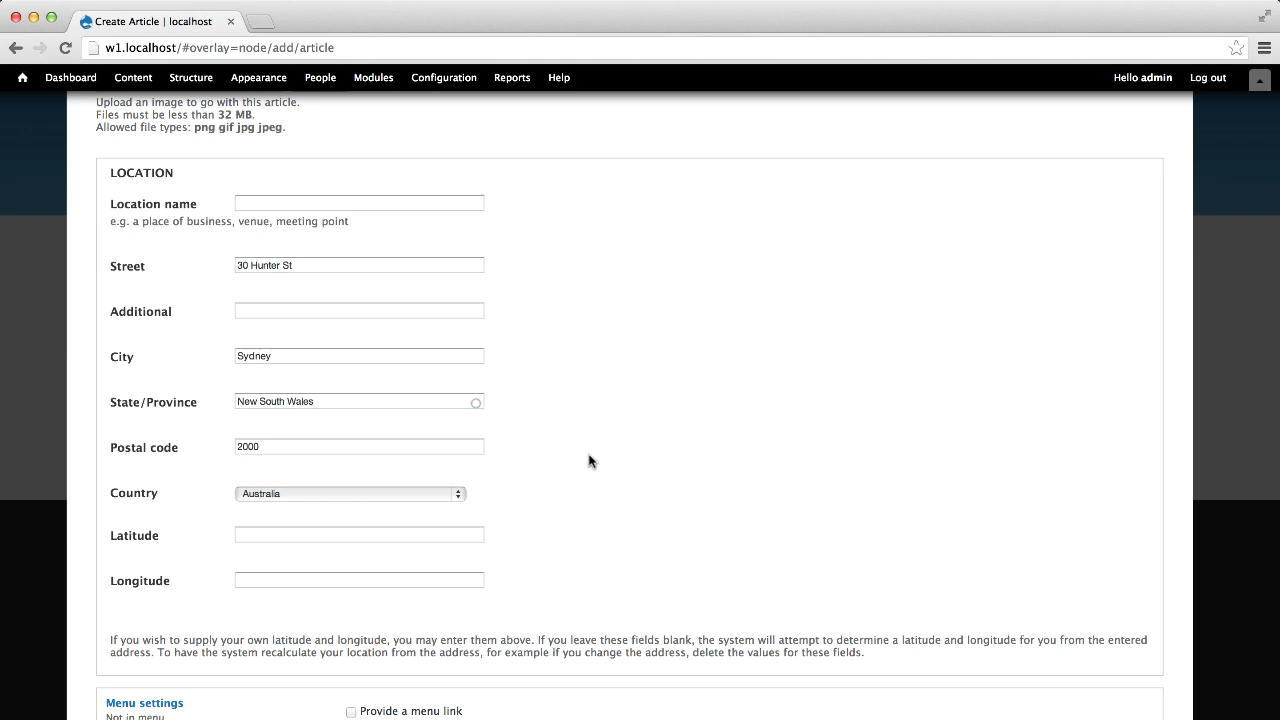 Create Article | localhost
w1.localhost/#overlay=node/add/article
Dashboard Content Structure Appearance People Modules Configuration Reports Help Hello admin Log out
Upload an image to go with this article.
Files must be less than 32 MB.
Allowed file types: png gif jpg jpeg.
LOCATION
Location name
e.g. a place of business, venue, meeting point
Street 30 Hunter St
Additional
City Sydney
State/Province New South Wales
Postal code 2000
Country Australia
Latitude
Longitude
If you wish to supply your own latitude and longitude, you may enter them above. If you leave these fields blank, the system will attempt to determine a latitude and longitude for you from the entered
address. To have the system recalculate your location from the address, for example if you change the address, delete the values for these fields.
Menu settings
Provide a menu link
Not in menu